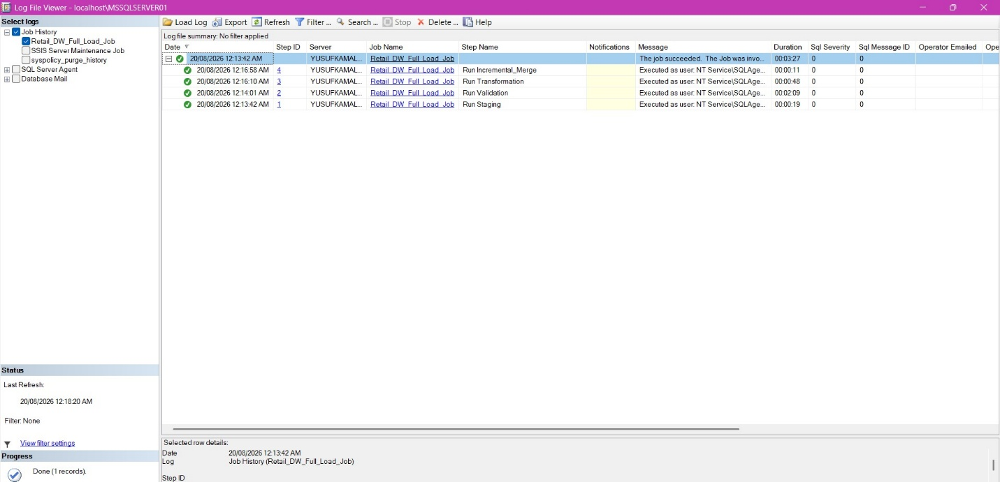 Log File Viewer - localhost\MSSQLSERVER01
Select logs
Job History
Retail_DW_Full_Load_Job
SSIS Server Maintenance Job
syspolicy_purge_history
SQL Server Agent
Database Mail
Status
Last Refresh:
20/08/2026 12:18:20 AM
Filter: None
View filter settings
Progress
Done (1 records).
Load Log Export Refresh Filter ... Search ... Stop Delete ... Help
Log file summary: No filter applied
Date Step ID Server Job Name Step Name Notifications Message Duration Sql Severity Sql Message ID Operator Emailed Ope
20/08/2026 12:13:42 AM YUSUFKAMAL... Retail_DW_Full_Load_Job The job succeeded. The Job was invo... 00:03:27 0 0
20/08/2026 12:16:58 AM 4 YUSUFKAMAL... Retail_DW_Full_Load_Job Run Incremental_Merge Executed as user: NT Service\SQLAge... 00:00:11 0 0
20/08/2026 12:16:10 AM 3 YUSUFKAMAL... Retail_DW_Full_Load_Job Run Transformation Executed as user: NT Service\SQLAge... 00:00:48 0 0
20/08/2026 12:14:01 AM 2 YUSUFKAMAL... Retail_DW_Full_Load_Job Run Validation Executed as user: NT Service\SQLAge... 00:02:09 0 0
20/08/2026 12:13:42 AM 1 YUSUFKAMAL... Retail_DW_Full_Load_Job Run Staging Executed as user: NT Service\SQLAge... 00:00:19 0 0
Selected row details:
Date 20/08/2026 12:13:42 AM
Log Job History (Retail_DW_Full_Load_Job)
Step ID